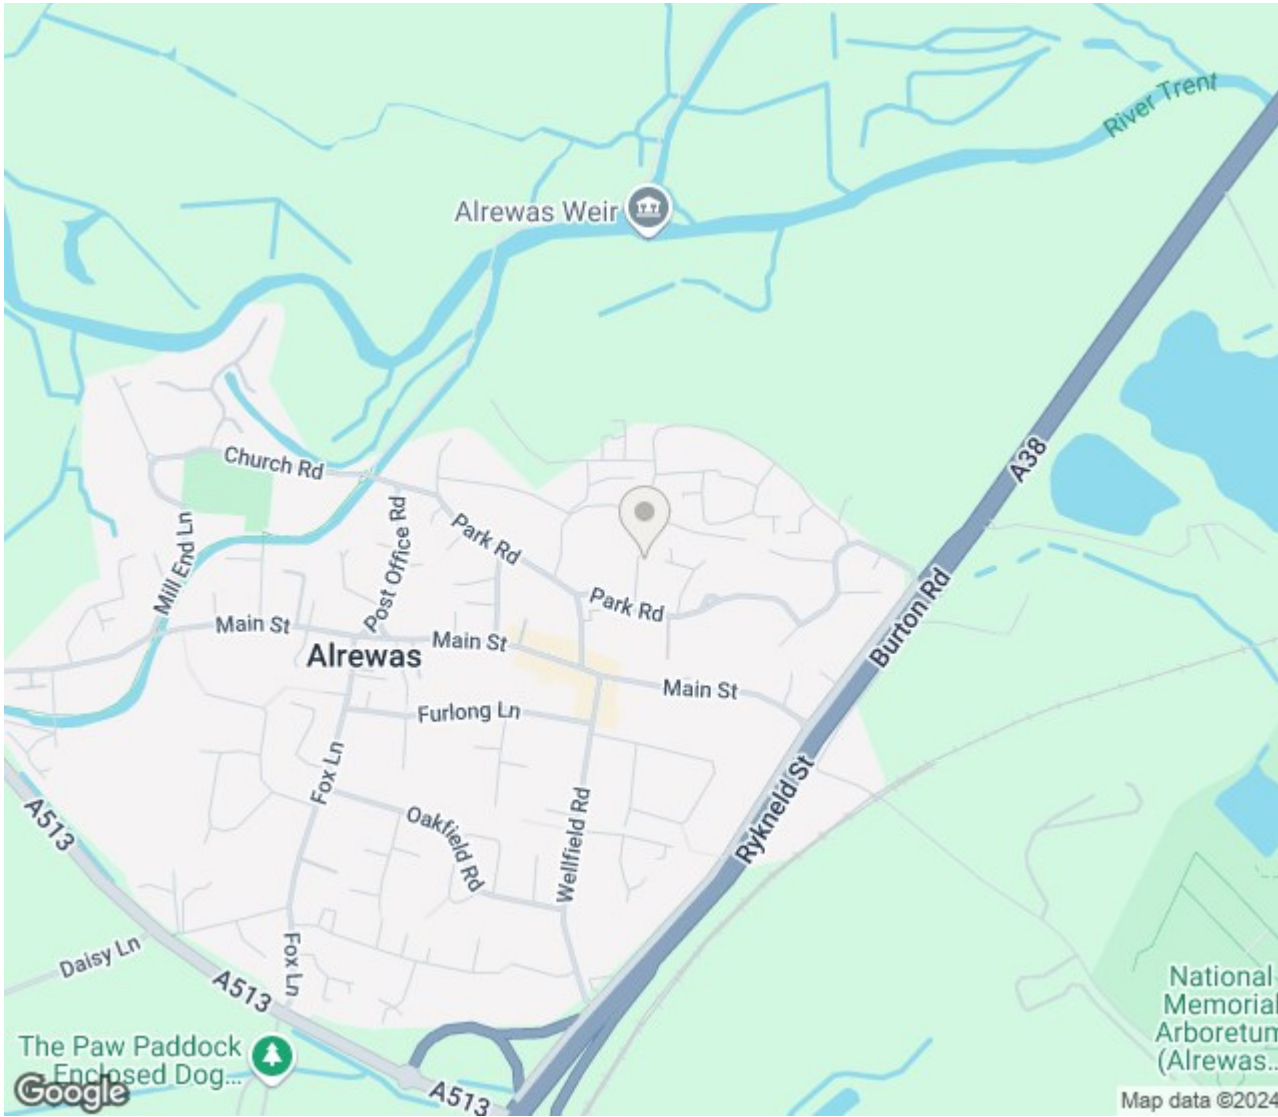 River Trent
Alrewas Weir
A38
Church Rd
Post Office Rd
Park Rd
Mill End Ln
Park Rd
Burton Rd
Main St
Main St
Alrewas
Main St
Furlong Ln
Fox Ln
Rykneld St
A513
Oakfield Rd
Wellfield Rd
Daisy Ln
Fox Ln
A513
National
Memorial
Arboretum
(Alrewas...
The Paw Paddock
- Enclosed Dog...
A513
Google
Map data ©2024